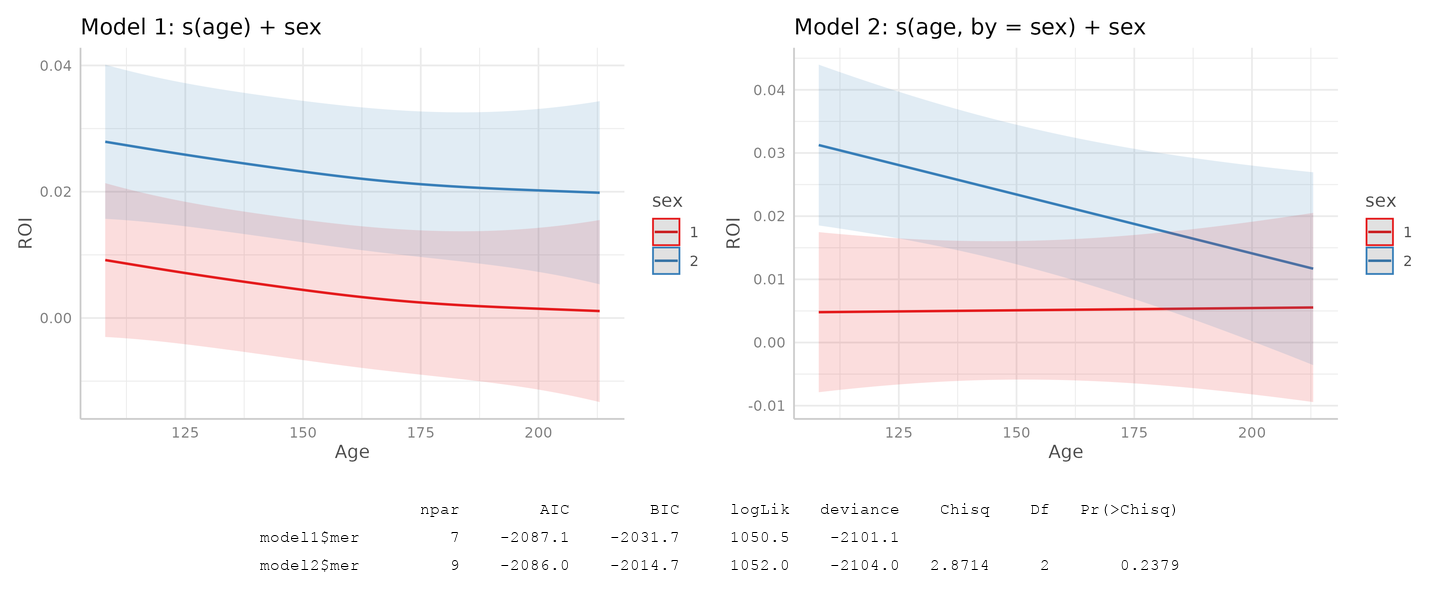 Model 1: s(age) + sex
0.04
0.02
0.00
ROI
125 150 175 200
Age
sex
1
2
Model 2: s(age, by = sex) + sex
0.04
0.03
0.02
0.01
0.00
-0.01
ROI
125 150 175 200
Age
sex
1
2
npar AIC BIC logLik deviance Chisq Df Pr(>Chisq)
model1$mer 7 -2087.1 -2031.7 1050.5 -2101.1
model2$mer 9 -2086.0 -2014.7 1052.0 -2104.0 2.8714 2 0.2379